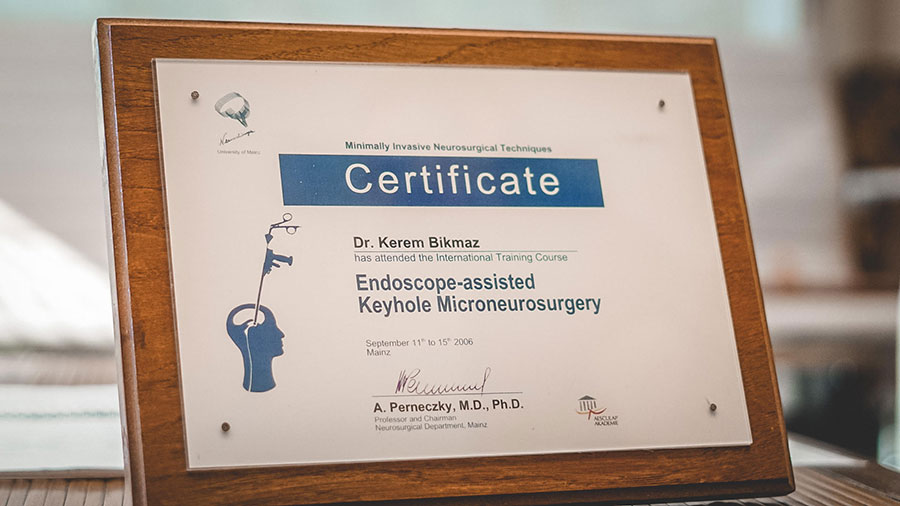 University of Mainz
Minimally Invasive Neurosurgical Techniques
Certificate
Dr. Kerem Bikmaz
has attended the International Training Course
Endoscope-assisted
Keyhole Microneurosurgery
September 11th to 15th 2006
Mainz
A. Perneczky, M.D., Ph.D.
Professor and Chairman
Neurosurgical Department, Mainz
AESCULAP
AKADEMIE